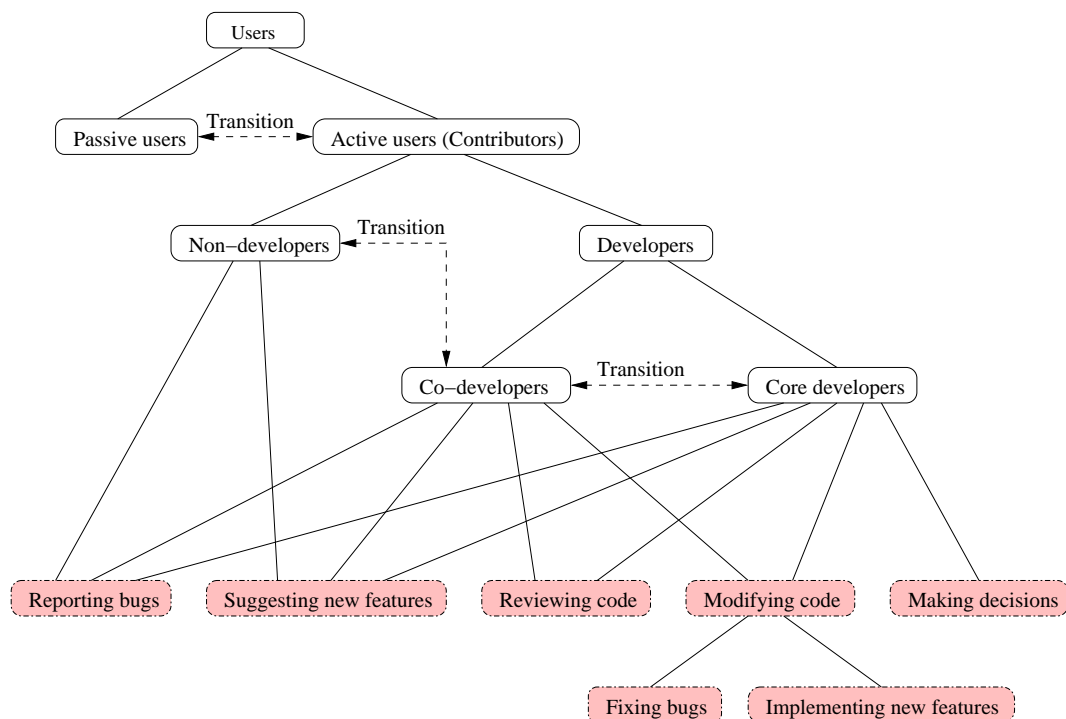 Users
Transition
Passive users
Active users (Contributors)
Transition
Non−developers
Developers
Transition
Co−developers
Core developers
Reporting bugs
Suggesting new features
Reviewing code
Modifying code
Making decisions
Fixing bugs
Implementing new features